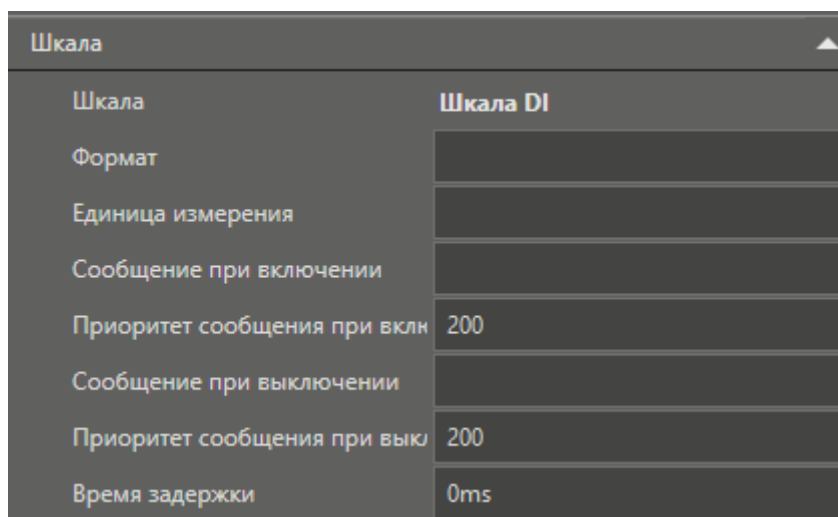 Шкала
Шкала Шкала DI
Формат
Единица измерения
Сообщение при включении
Приоритет сообщения при вклю 200
Сообщение при выключении
Приоритет сообщения при выкл 200
Время задержки 0ms